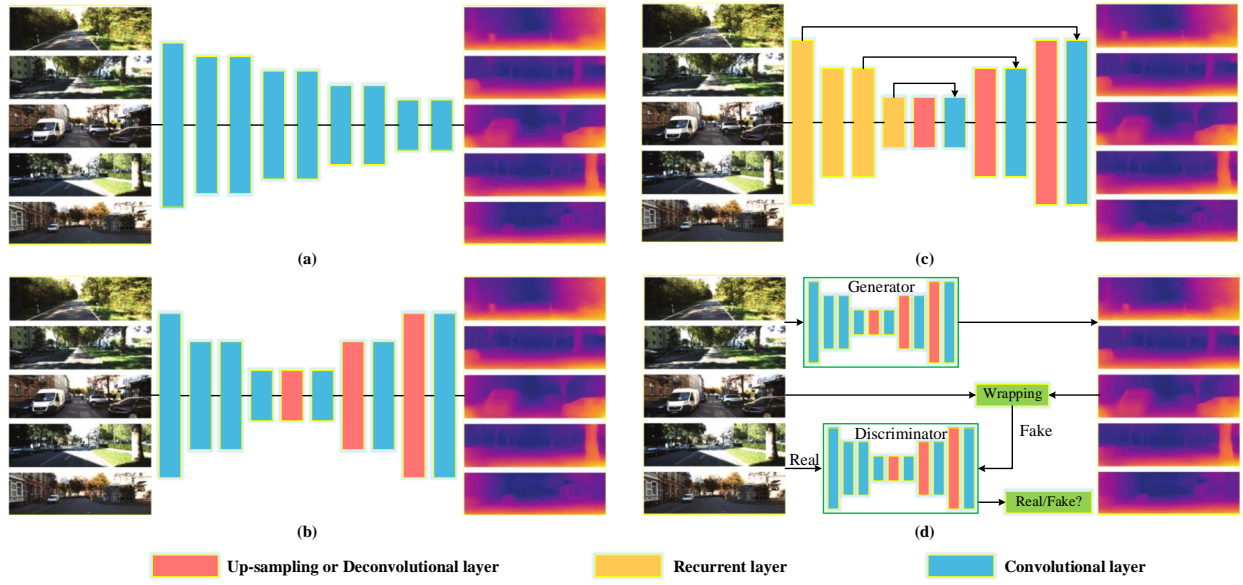 (a)
(c)
Generator
Wrapping
Fake
Discriminator
Real
Real/Fake?
(b)
(d)
Up-sampling or Deconvolutional layer
Recurrent layer
Convolutional layer